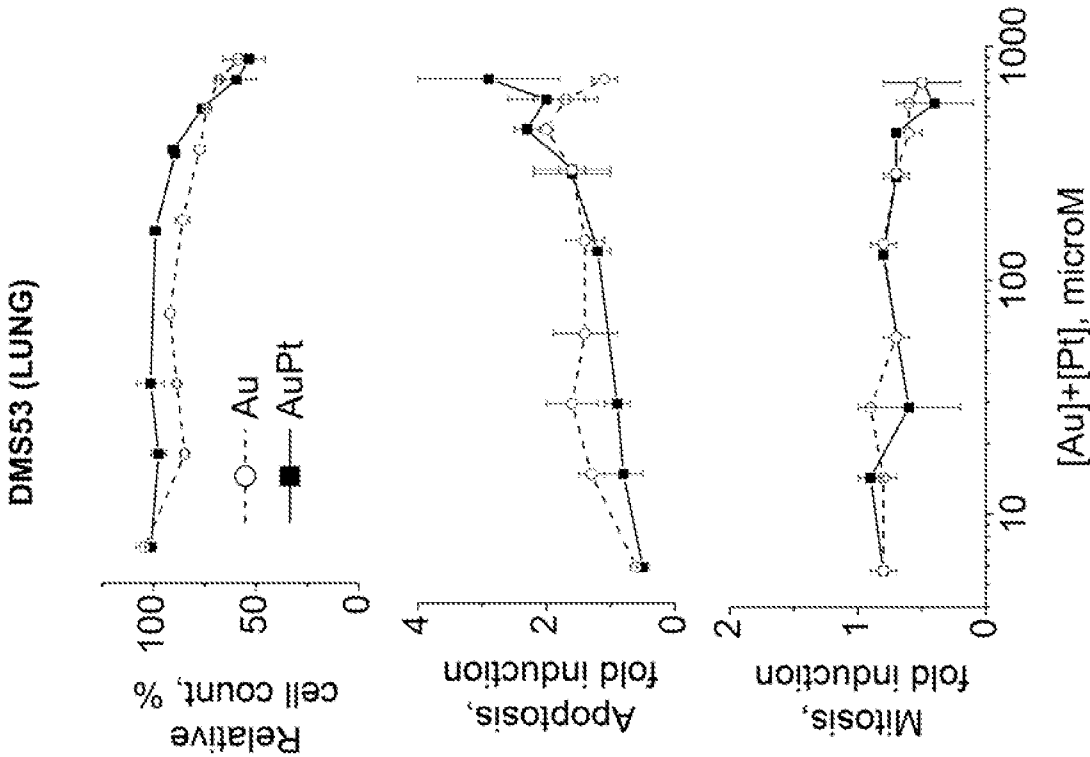 DMS53 (LUNG)
Relative
cell count, %
100
50
0
Au
AuPt
Apoptosis,
fold induction
4
2
0
Mitosis,
fold induction
2
1
0
10
100
1000
[Au]+[Pt], microM